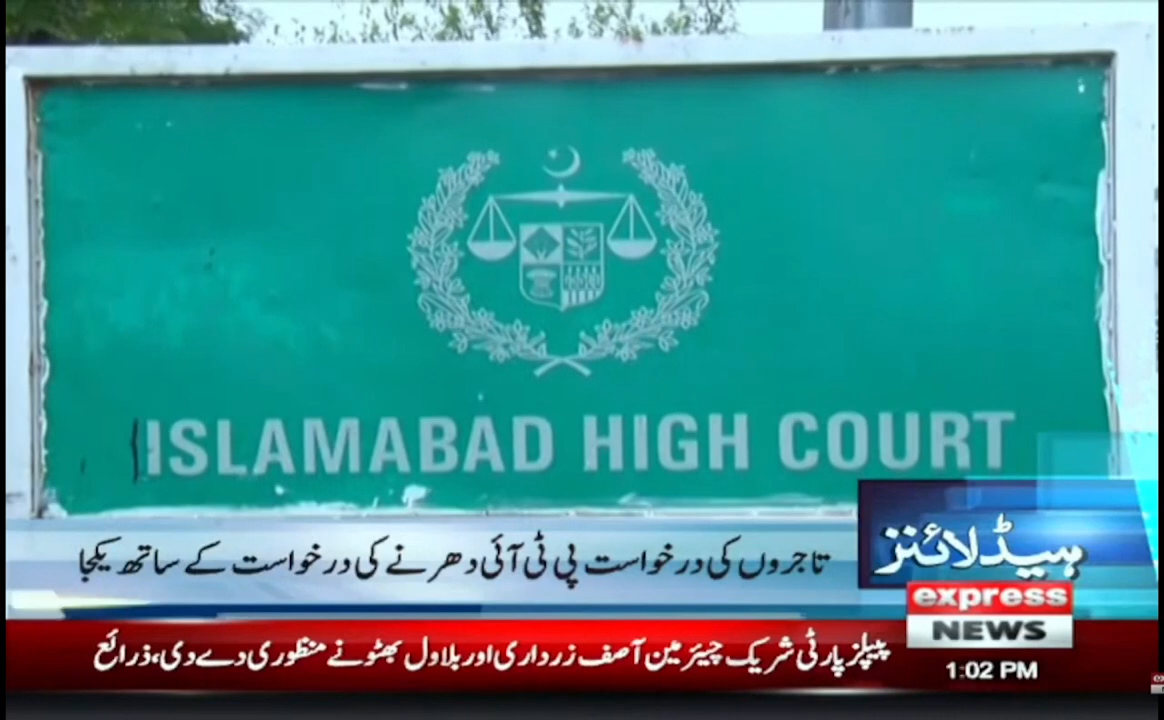 ISLAMABAD HIGH COURT
تاجروں کی درخواست پی ٹی آئی دھرنے کی درخواست کے ساتھ یکجا
ہیڈلائنز
express
NEWS
پیپلز پارٹی شریک چیئرمین آصف زرداری اور بلاول بھٹو نے منظوری دے دی، ذرائع
1:02 PM